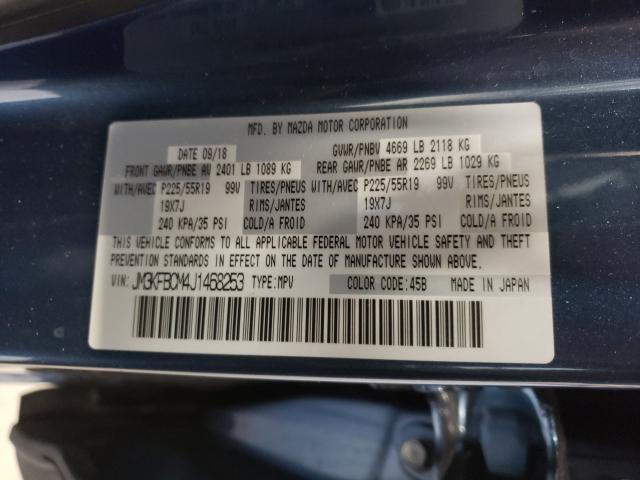 MFD. BY MAZDA MOTOR CORPORATION
DATE 09/18 GVWR/PNBV 4669 LB 2118 KG
FRONT GAWR/PNBE AV 2401 LB 1089 KG REAR GAWR/PNBE AR 2269 LB 1029 KG
WITH/AVEC P225/55R19 99V TIRES/PNEUS WITH/AVEC P225/55R19 99V TIRES/PNEUS
19X7J RIMS/JANTES 19X7J RIMS/JANTES
240 KPA/35 PSI COLD/A FROID 240 KPA/35 PSI COLD/A FROID
THIS VEHICLE CONFORMS TO ALL APPLICABLE FEDERAL MOTOR VEHICLE SAFETY AND THEFT
PREVENTION STANDARDS IN EFFECT ON THE DATE OF MANUFACTURE SHOWN ABOVE.
VIN: JM3KFBCM4J1468253 TYPE:MPV COLOR CODE:45B MADE IN JAPAN